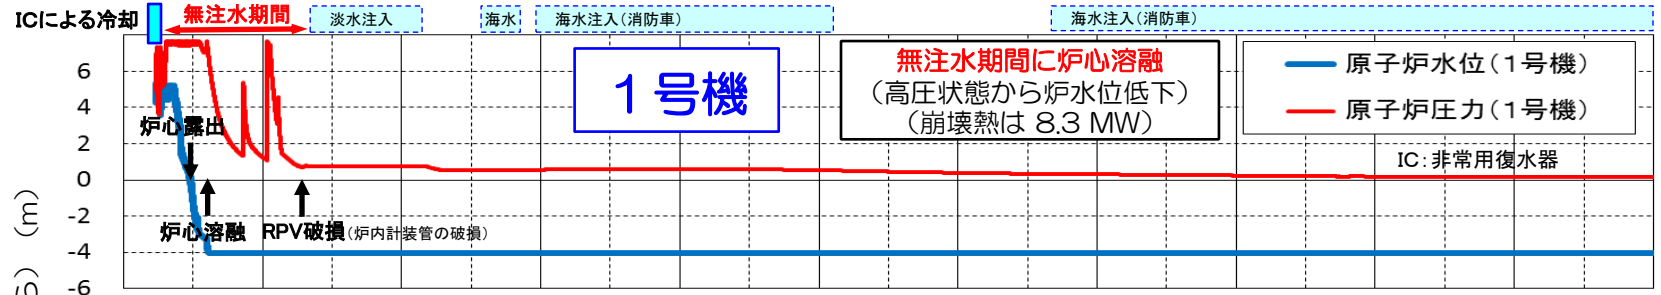 ICによる冷却
無注水期間
淡水注入
海水
海水注入(消防車)
海水注入(消防車)
1号機
無注水期間に炉心溶融
(高圧状態から炉水位低下)
(崩壊熱は 8.3 MW)
原子炉水位(1号機)
原子炉圧力(1号機)
IC:非常用復水器
炉心露出
炉心溶融
RPV破損(炉内計装管の破損)
6
4
2
0
-2
-4
-6
(m)